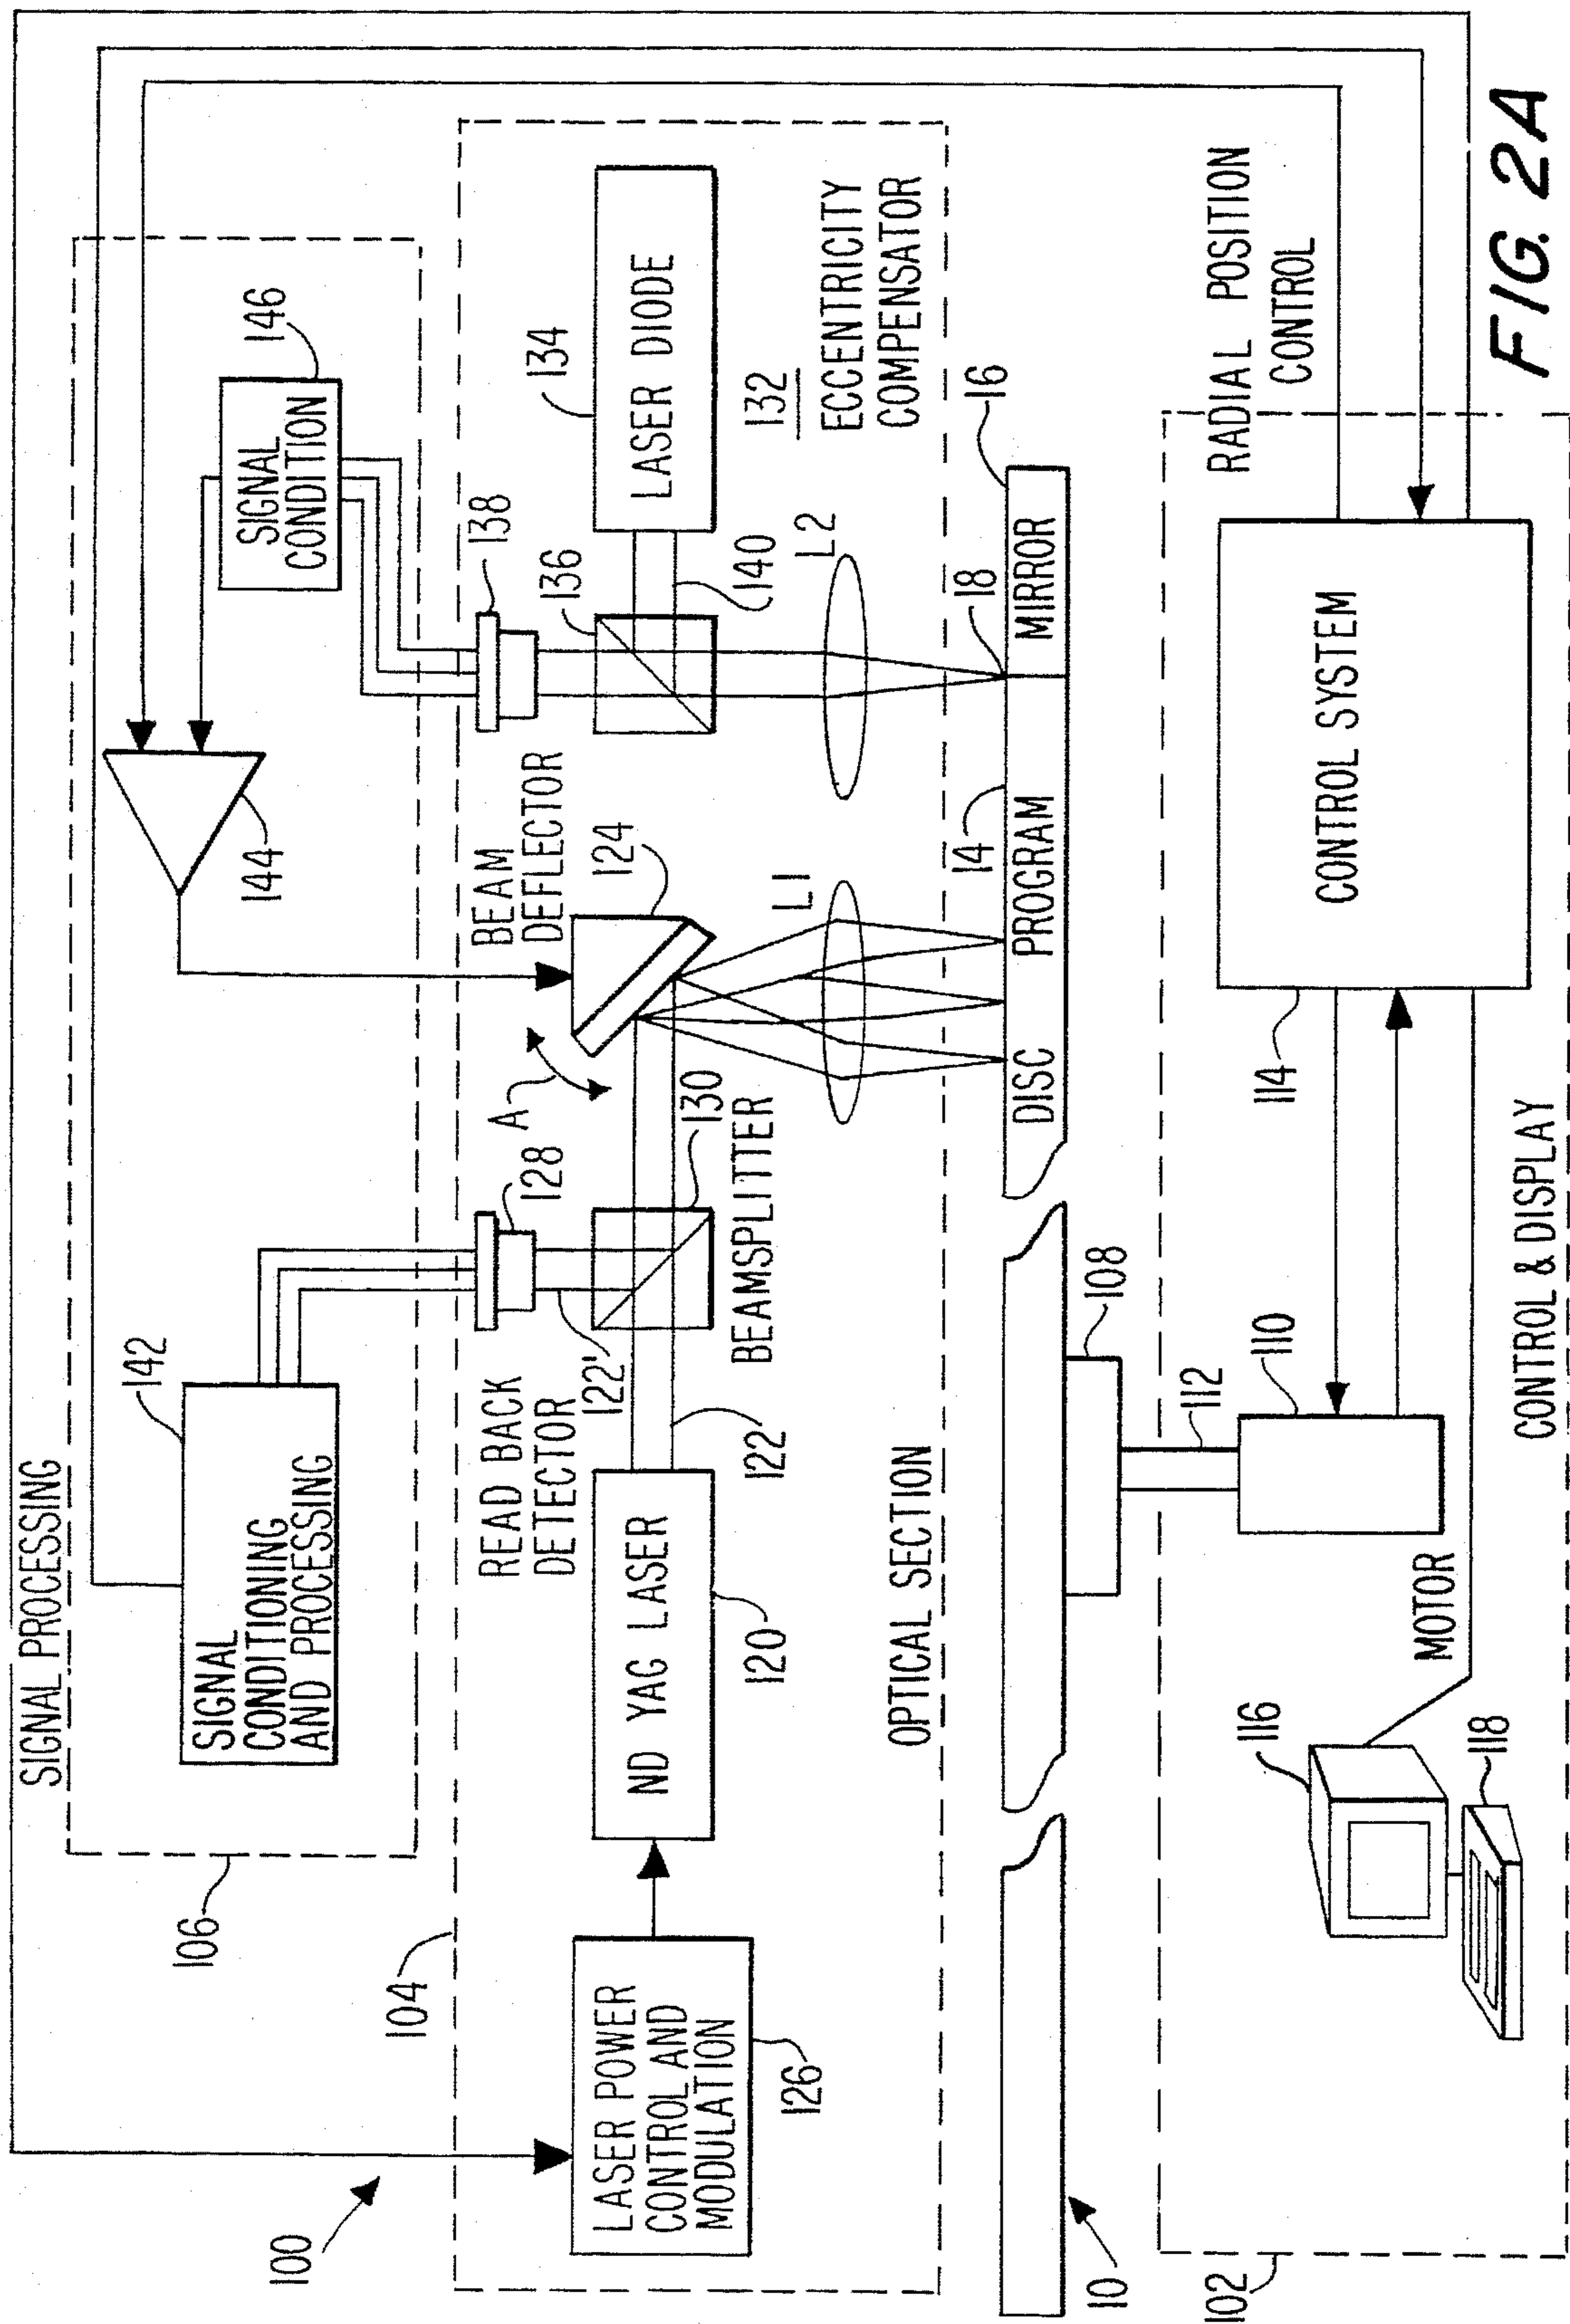 SIGNAL PROCESSING
SIGNAL
CONDITIONING
AND PROCESSING
142
144
SIGNAL
CONDITION
146
106
104
100
LASER POWER
CONTROL AND
MODULATION
126
ND YAG LASER
120
READ BACK
DETECTOR
122'
122
128
130
BEAMSPLITTER
A
BEAM
DEFLECTOR
124
L1
138
136
140
L2
134
LASER DIODE
132
ECCENTRICITY
COMPENSATOR
OPTICAL SECTION
10
DISC
PROGRAM
14
18
MIRROR
16
108
112
110
MOTOR
116
118
114
CONTROL SYSTEM
RADIAL POSITION
CONTROL
CONTROL & DISPLAY
102
FIG. 2A